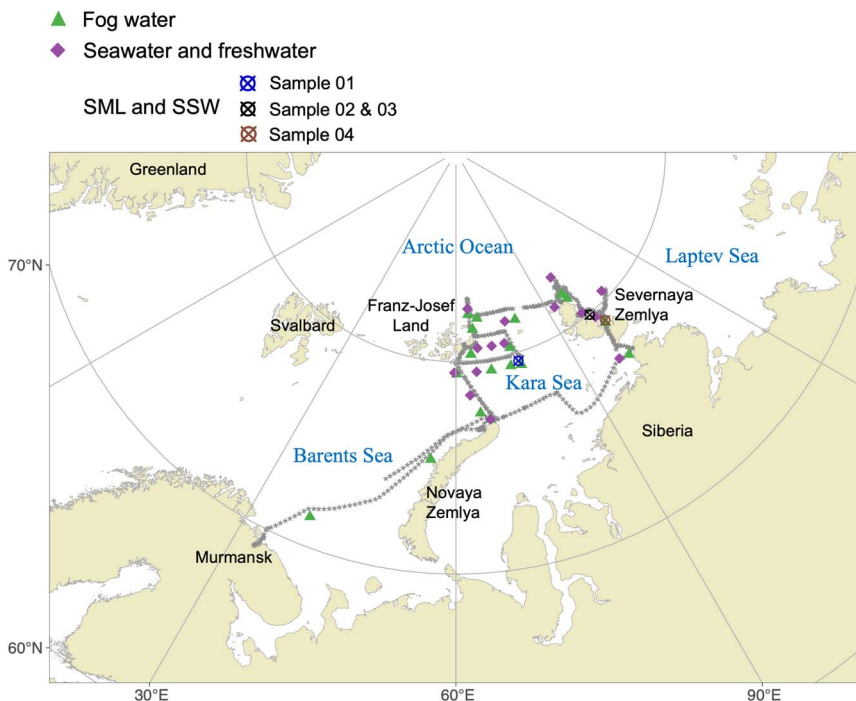 Fog water
Seawater and freshwater
SML and SSW
Sample 01
Sample 02 & 03
Sample 04
Greenland
Arctic Ocean
Laptev Sea
70°N
Franz-Josef
Land
Severnaya
Zemlya
Svalbard
Kara Sea
Siberia
Barents Sea
Novaya
Zemlya
Murmansk
60°N
30°E
60°E
90°E